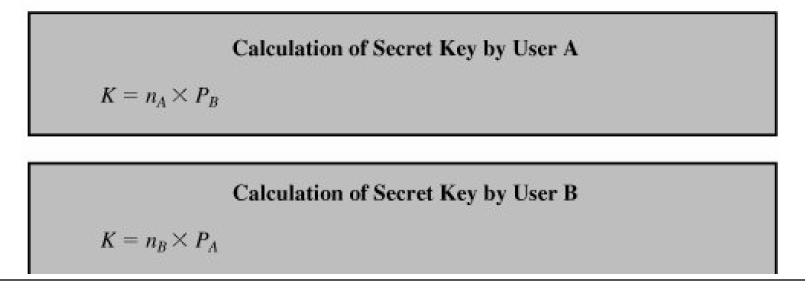 Calculation of Secret Key by User A
K = n_A × P_B
Calculation of Secret Key by User B
K = n_B × P_A